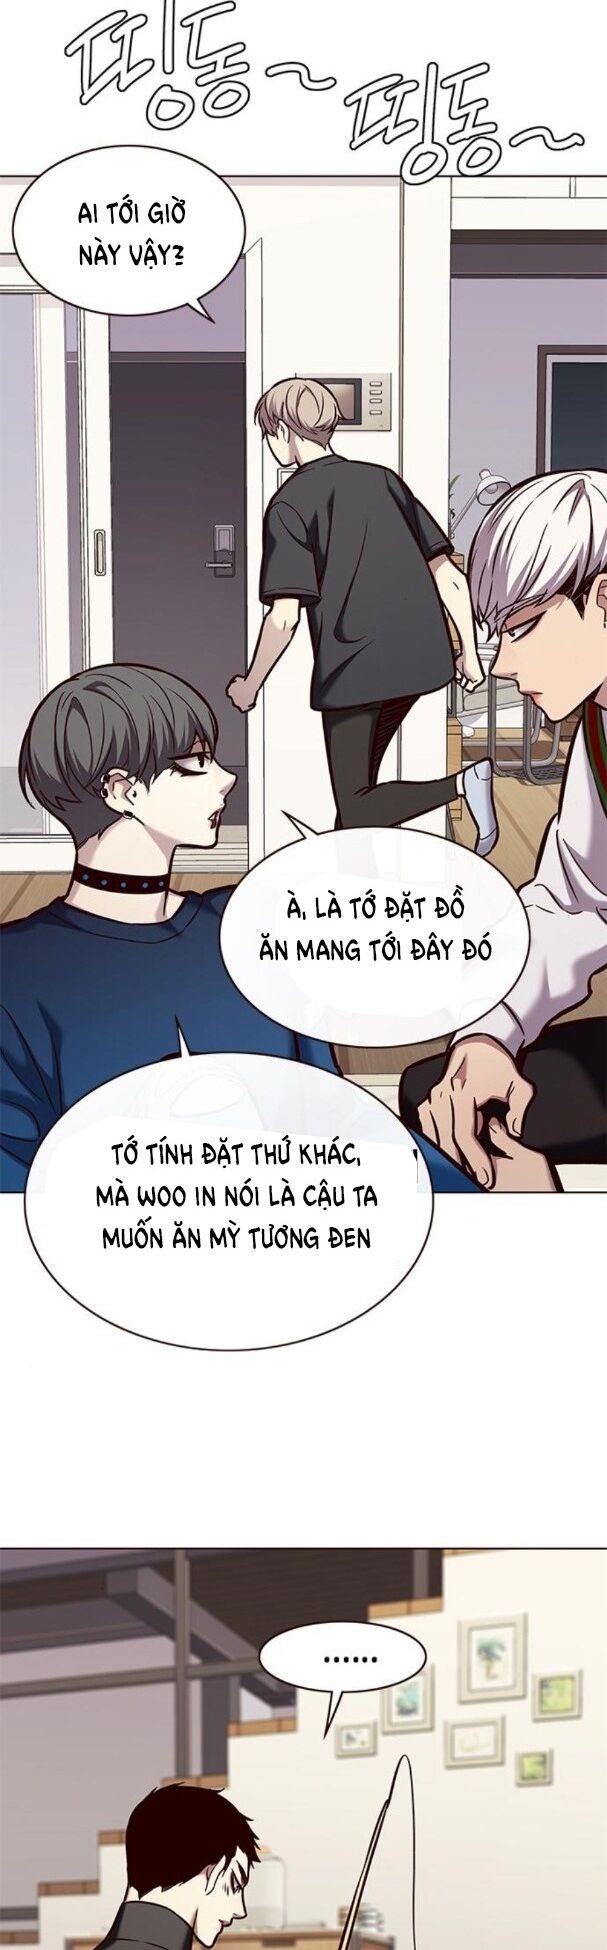 띵동~
띵동~
AI TỚI GIỜ
NÀY VẬY?
À, LÀ TỚ ĐẶT ĐỒ
ĂN MANG TỚI ĐÂY ĐÓ
TỚ TÍNH ĐẶT THỨ KHÁC,
MÀ WOO IN NÓI LÀ CẬU TA
MUỐN ĂN MỲ TƯƠNG ĐEN
......